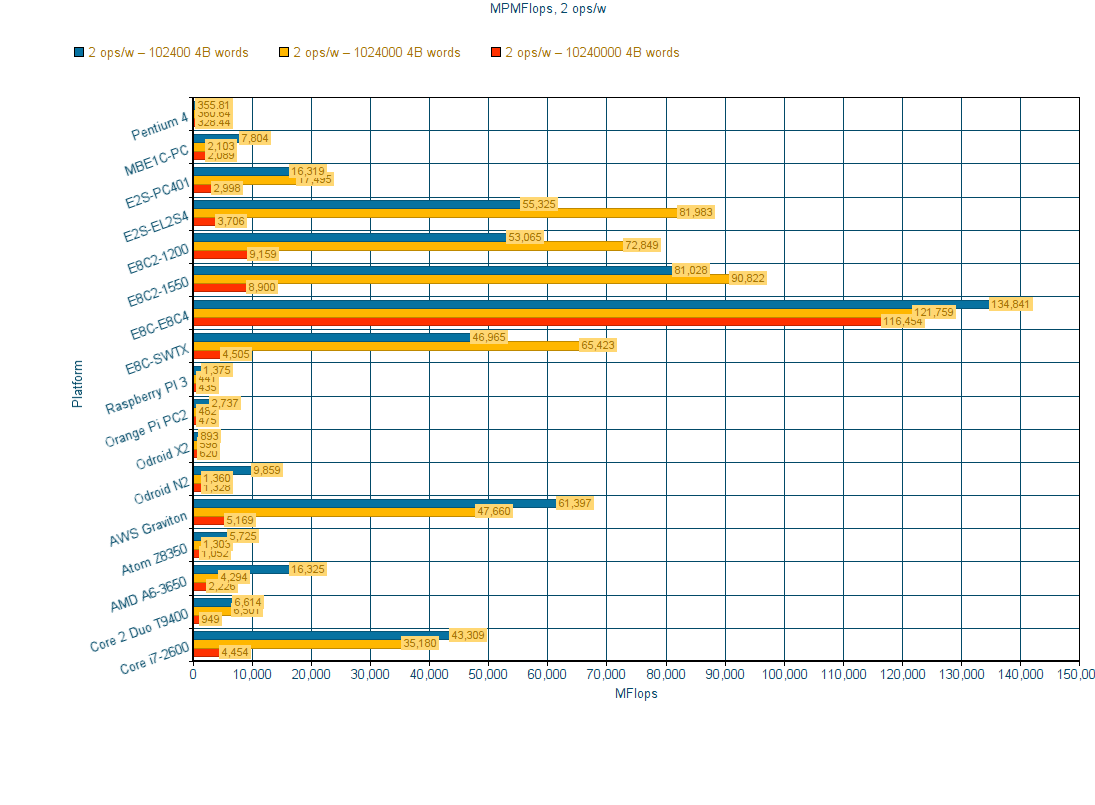 MPMFlops, 2 ops/w
2 ops/w – 102400 4B words 2 ops/w – 1024000 4B words 2 ops/w – 10240000 4B words
Platform
Pentium 4
355.81
360.64
328.44
MBE1C-PC
7,804
2,103
2,089
E2S-PC401
16,319
17,495
2,998
E2S-EL2S4
55,325
81,983
3,706
E8C2-1200
53,065
72,849
9,159
E8C2-1550
81,028
90,822
8,900
E8C-E8C4
134,841
121,759
116,454
E8C-SWTX
46,965
65,423
4,505
Raspberry PI 3
1,375
441
435
Orange Pi PC2
2,737
482
475
Odroid X2
893
598
620
Odroid N2
9,859
1,360
1,328
AWS Graviton
61,397
47,660
5,169
Atom Z8350
5,725
1,303
1,052
AMD A6-3650
16,325
4,294
2,226
Core 2 Duo T9400
6,614
6,501
949
Core i7-2600
43,309
35,180
4,454
0 10,000 20,000 30,000 40,000 50,000 60,000 70,000 80,000 90,000 100,000 110,000 120,000 130,000 140,000 150,00
MFlops